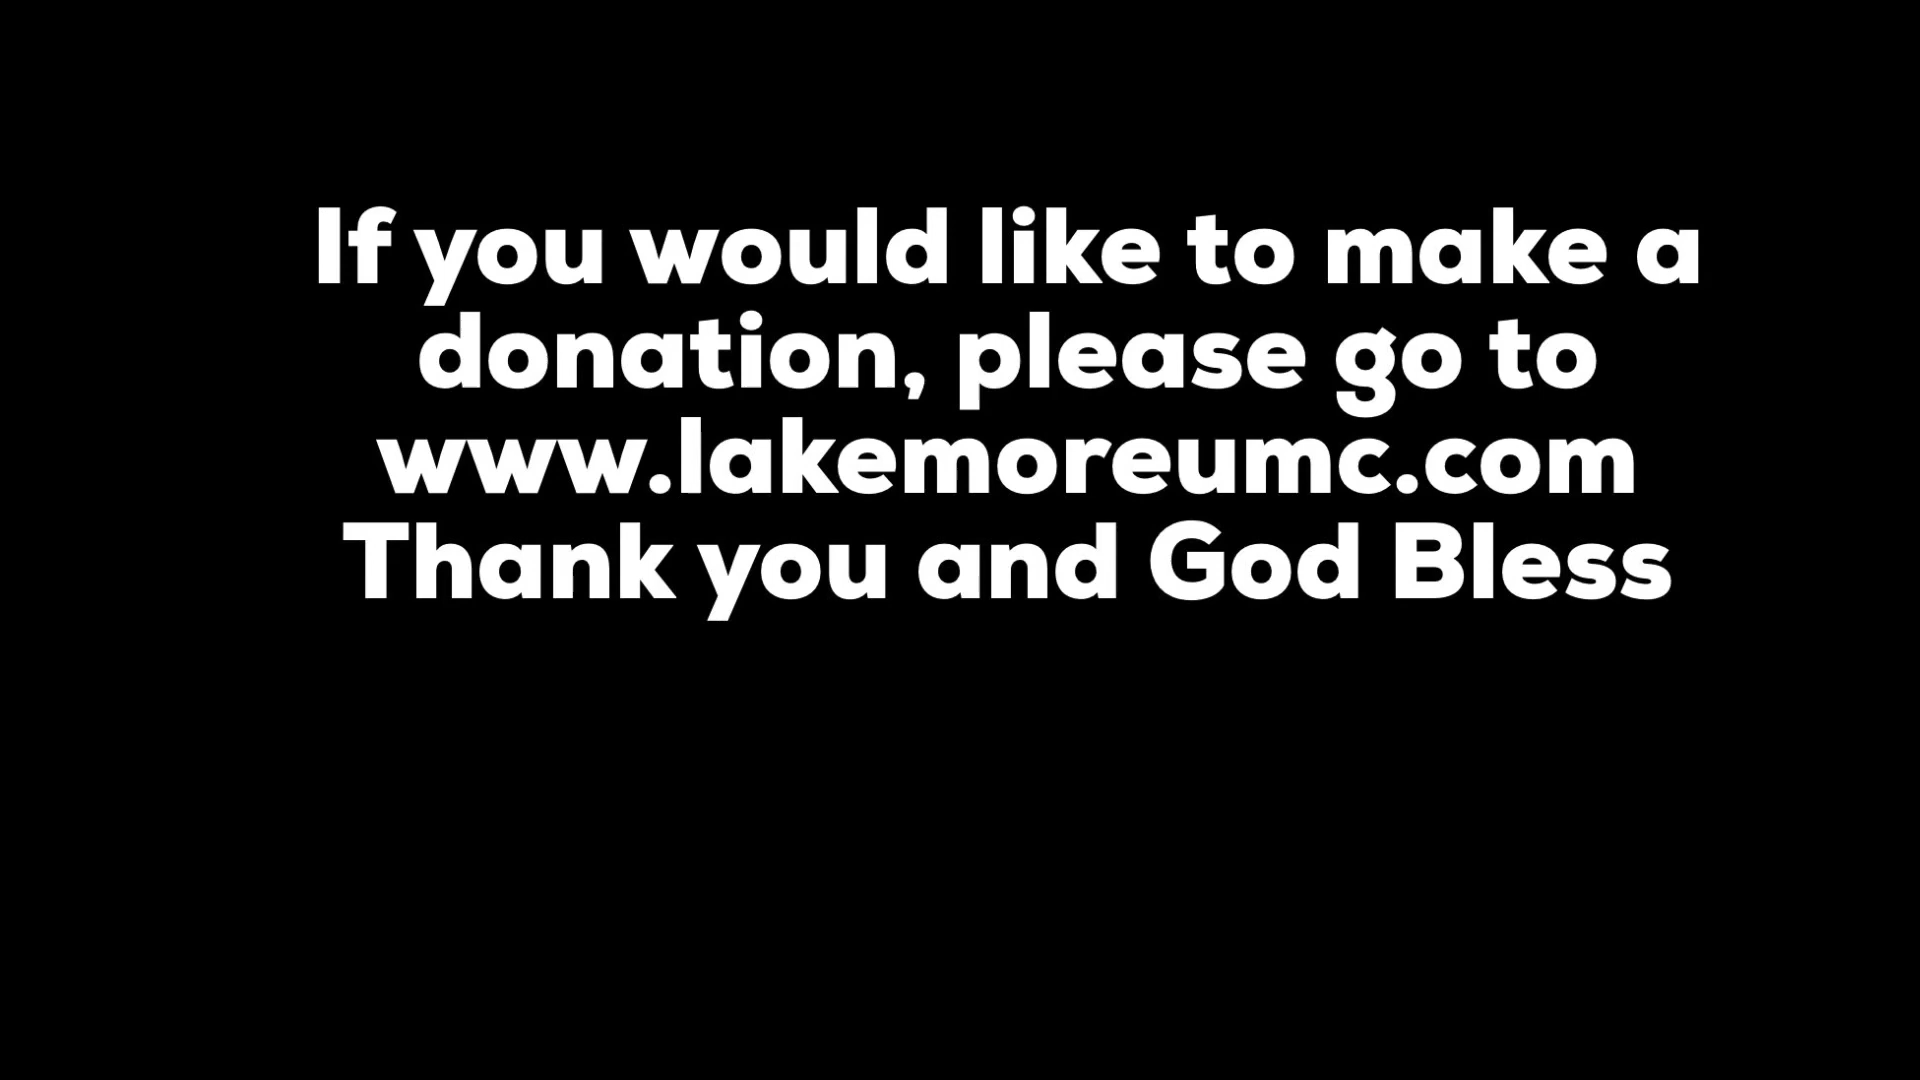 If you would like to make a
donation, please go to
www.lakemoreumc.com
Thank you and God Bless